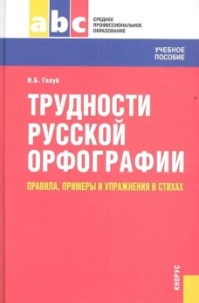 abc
СРЕДНЕЕ
ПРОФЕССИОНАЛЬНОЕ
ОБРАЗОВАНИЕ
УЧЕБНОЕ
ПОСОБИЕ
И.Б. Голуб
ТРУДНОСТИ
РУССКОЙ
ОРФОГРАФИИ
ПРАВИЛА, ПРИМЕРЫ И УПРАЖНЕНИЯ В СТИХАХ
КНОРУС